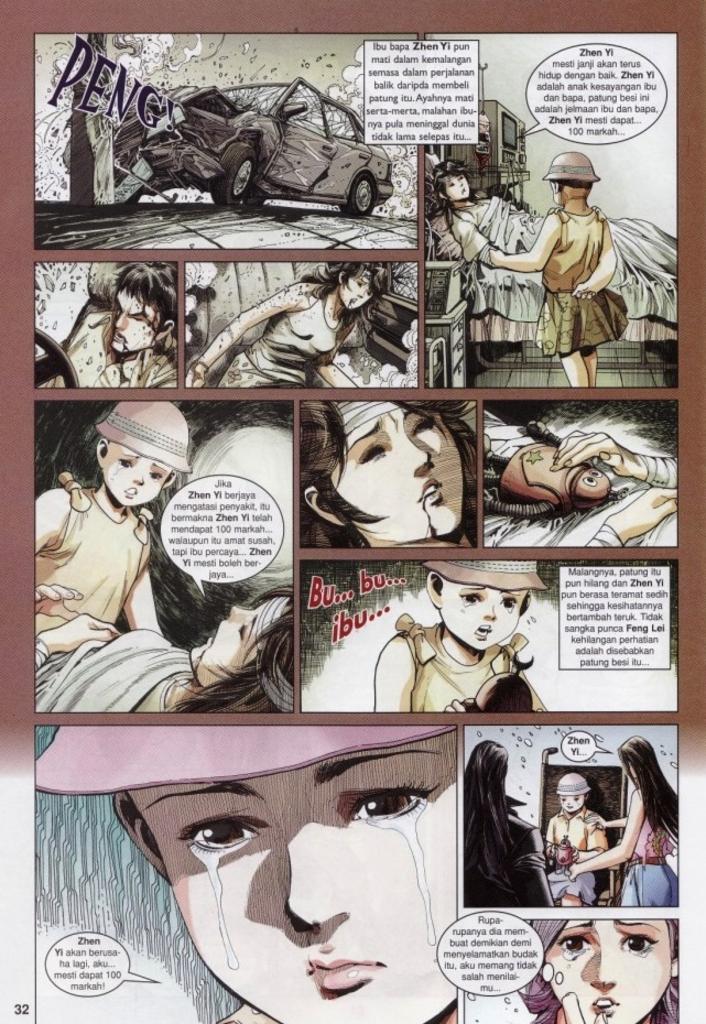 PENG!
Ibu bapa Zhen Yi pun
mati dalam kemalangan
semasa dalam perjalanan
balik daripda membeli
patung itu. Ayahnya mati
serta-merta, malahan ibu-
nya pula meninggal dunia
tidak lama selepas itu...
Zhen Yi
mesti janji akan terus
hidup dengan baik. Zhen Yi
adalah anak kesayangan ibu
dan bapa, patung besi ini
adalah jelmaan ibu dan bapa,
Zhen Yi mesti dapat...
100 markah...
Jika
Zhen Yi berjaya
mengatasi penyakit, itu
bermakna Zhen Yi telah
mendapat 100 markah...
walaupun itu amat susah,
tapi ibu percaya... Zhen
Yi mesti boleh ber-
jaya...
Bu... bu...
ibu...
Malangnya, patung itu
pun hilang dan Zhen Yi
pun berasa teramat sedih
sehingga kesihatannya
bertambah teruk. Tidak
sangka punca Feng Lei
kehilangan perhatian
adalah disebabkan
patung besi itu...
Zhen
Yi...
Zhen
Yi akan berusa-
ha lagi, aku...
mesti dapat 100
markah!
Rupa-
rupanya dia mem-
buat demikian demi
menyelamatkan budak
itu, aku memang tidak
salah menilai-
mu...
32